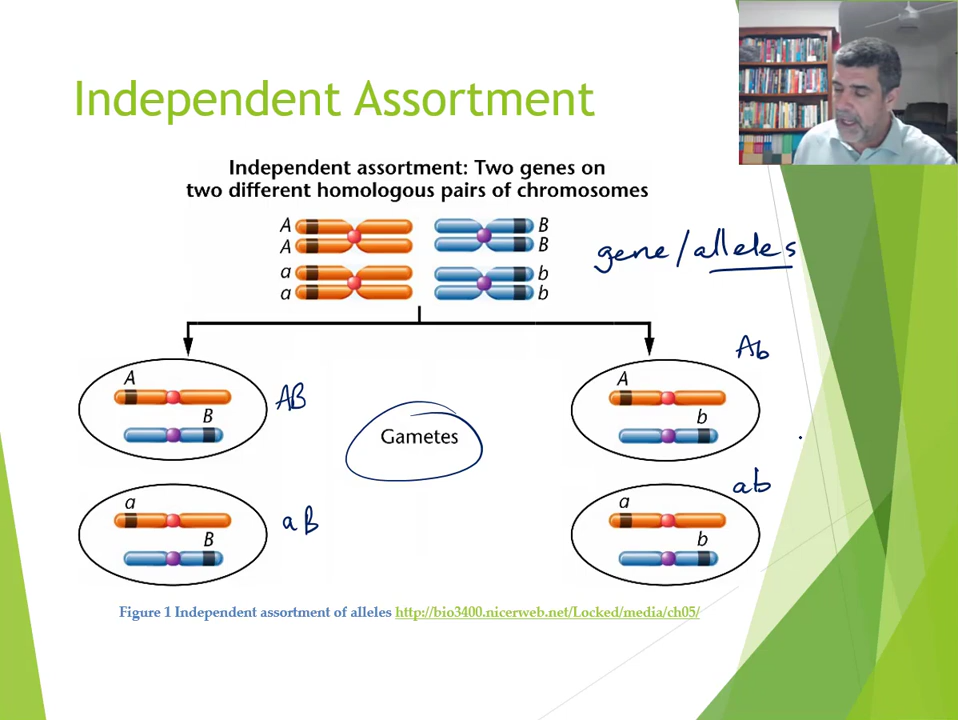 Independent Assortment
Independent assortment: Two genes on
two different homologous pairs of chromosomes
A
A
a
a
B
B
b
b
gene/alleles
A
B
AB
Gametes
A
b
Ab
a
B
aB
a
b
ab
Figure 1 Independent assortment of alleles http://bio3400.nicerweb.net/Locked/media/ch05/